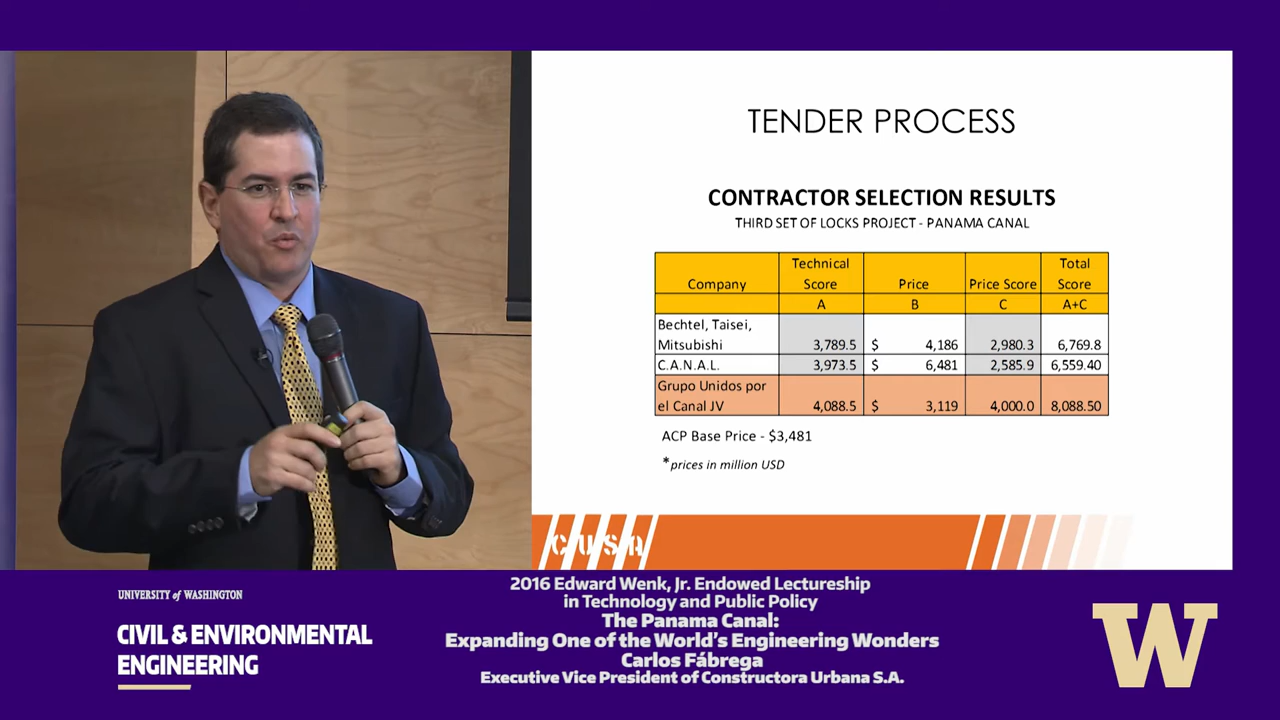 TENDER PROCESS
CONTRACTOR SELECTION RESULTS
THIRD SET OF LOCKS PROJECT - PANAMA CANAL
Company Technical Score Price Price Score Total Score
A B C A+C
Bechtel, Taisei,
Mitsubishi 3,789.5 $ 4,186 2,980.3 6,769.8
C.A.N.A.L. 3,973.5 $ 6,481 2,585.9 6,559.40
Grupo Unidos por
el Canal JV 4,088.5 $ 3,119 4,000.0 8,088.50
ACP Base Price - $3,481
*prices in million USD
CUSA
UNIVERSITY of WASHINGTON
CIVIL & ENVIRONMENTAL
ENGINEERING
2016 Edward Wenk, Jr. Endowed Lectureship
in Technology and Public Policy
The Panama Canal:
Expanding One of the World's Engineering Wonders
Carlos Fábrega
Executive Vice President of Constructora Urbana S.A.
W